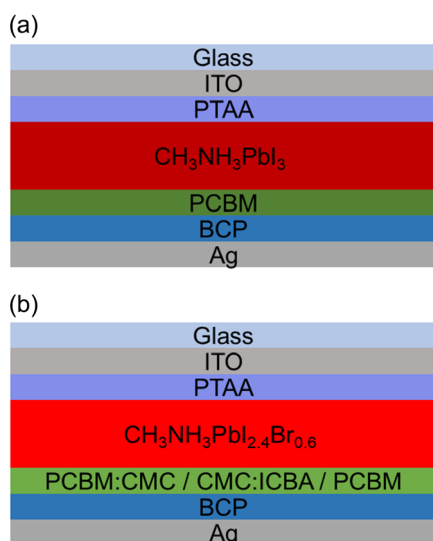 (a)
Glass
ITO
PTAA
CH₃NH₃PbI₃
PCBM
BCP
Ag
(b)
Glass
ITO
PTAA
CH₃NH₃PbI₂.₄Br₀.₆
PCBM:CMC / CMC:ICBA / PCBM
BCP
Ag